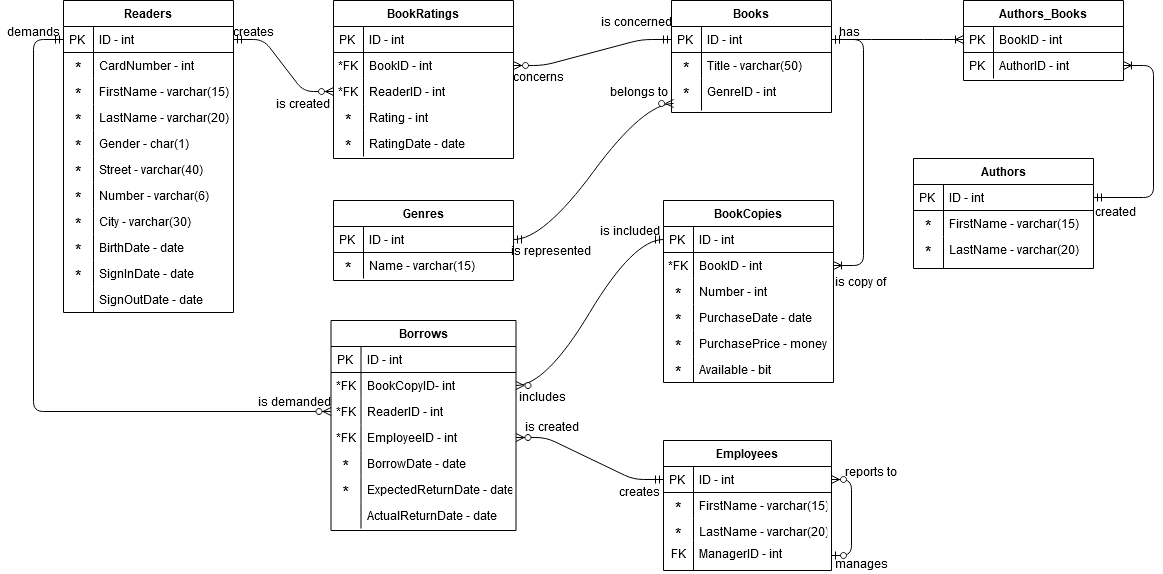 Readers
PK ID - int
* CardNumber - int
* FirstName - varchar(15)
* LastName - varchar(20)
* Gender - char(1)
* Street - varchar(40)
* Number - varchar(6)
* City - varchar(30)
* BirthDate - date
* SignInDate - date
SignOutDate - date
demands
creates
is created
BookRatings
PK ID - int
*FK BookID - int
*FK ReaderID - int
* Rating - int
* RatingDate - date
concerns
is concerned
Books
PK ID - int
* Title - varchar(50)
* GenreID - int
belongs to
has
Authors_Books
PK BookID - int
PK AuthorID - int
Authors
PK ID - int
* FirstName - varchar(15)
* LastName - varchar(20)
created
Genres
PK ID - int
* Name - varchar(15)
is represented
is included
BookCopies
PK ID - int
*FK BookID - int
* Number - int
* PurchaseDate - date
* PurchasePrice - money
* Available - bit
is copy of
Borrows
PK ID - int
*FK BookCopyID- int
*FK ReaderID - int
*FK EmployeeID - int
* BorrowDate - date
* ExpectedReturnDate - date
ActualReturnDate - date
is demanded
includes
is created
creates
Employees
PK ID - int
* FirstName - varchar(15)
* LastName - varchar(20)
FK ManagerID - int
reports to
manages